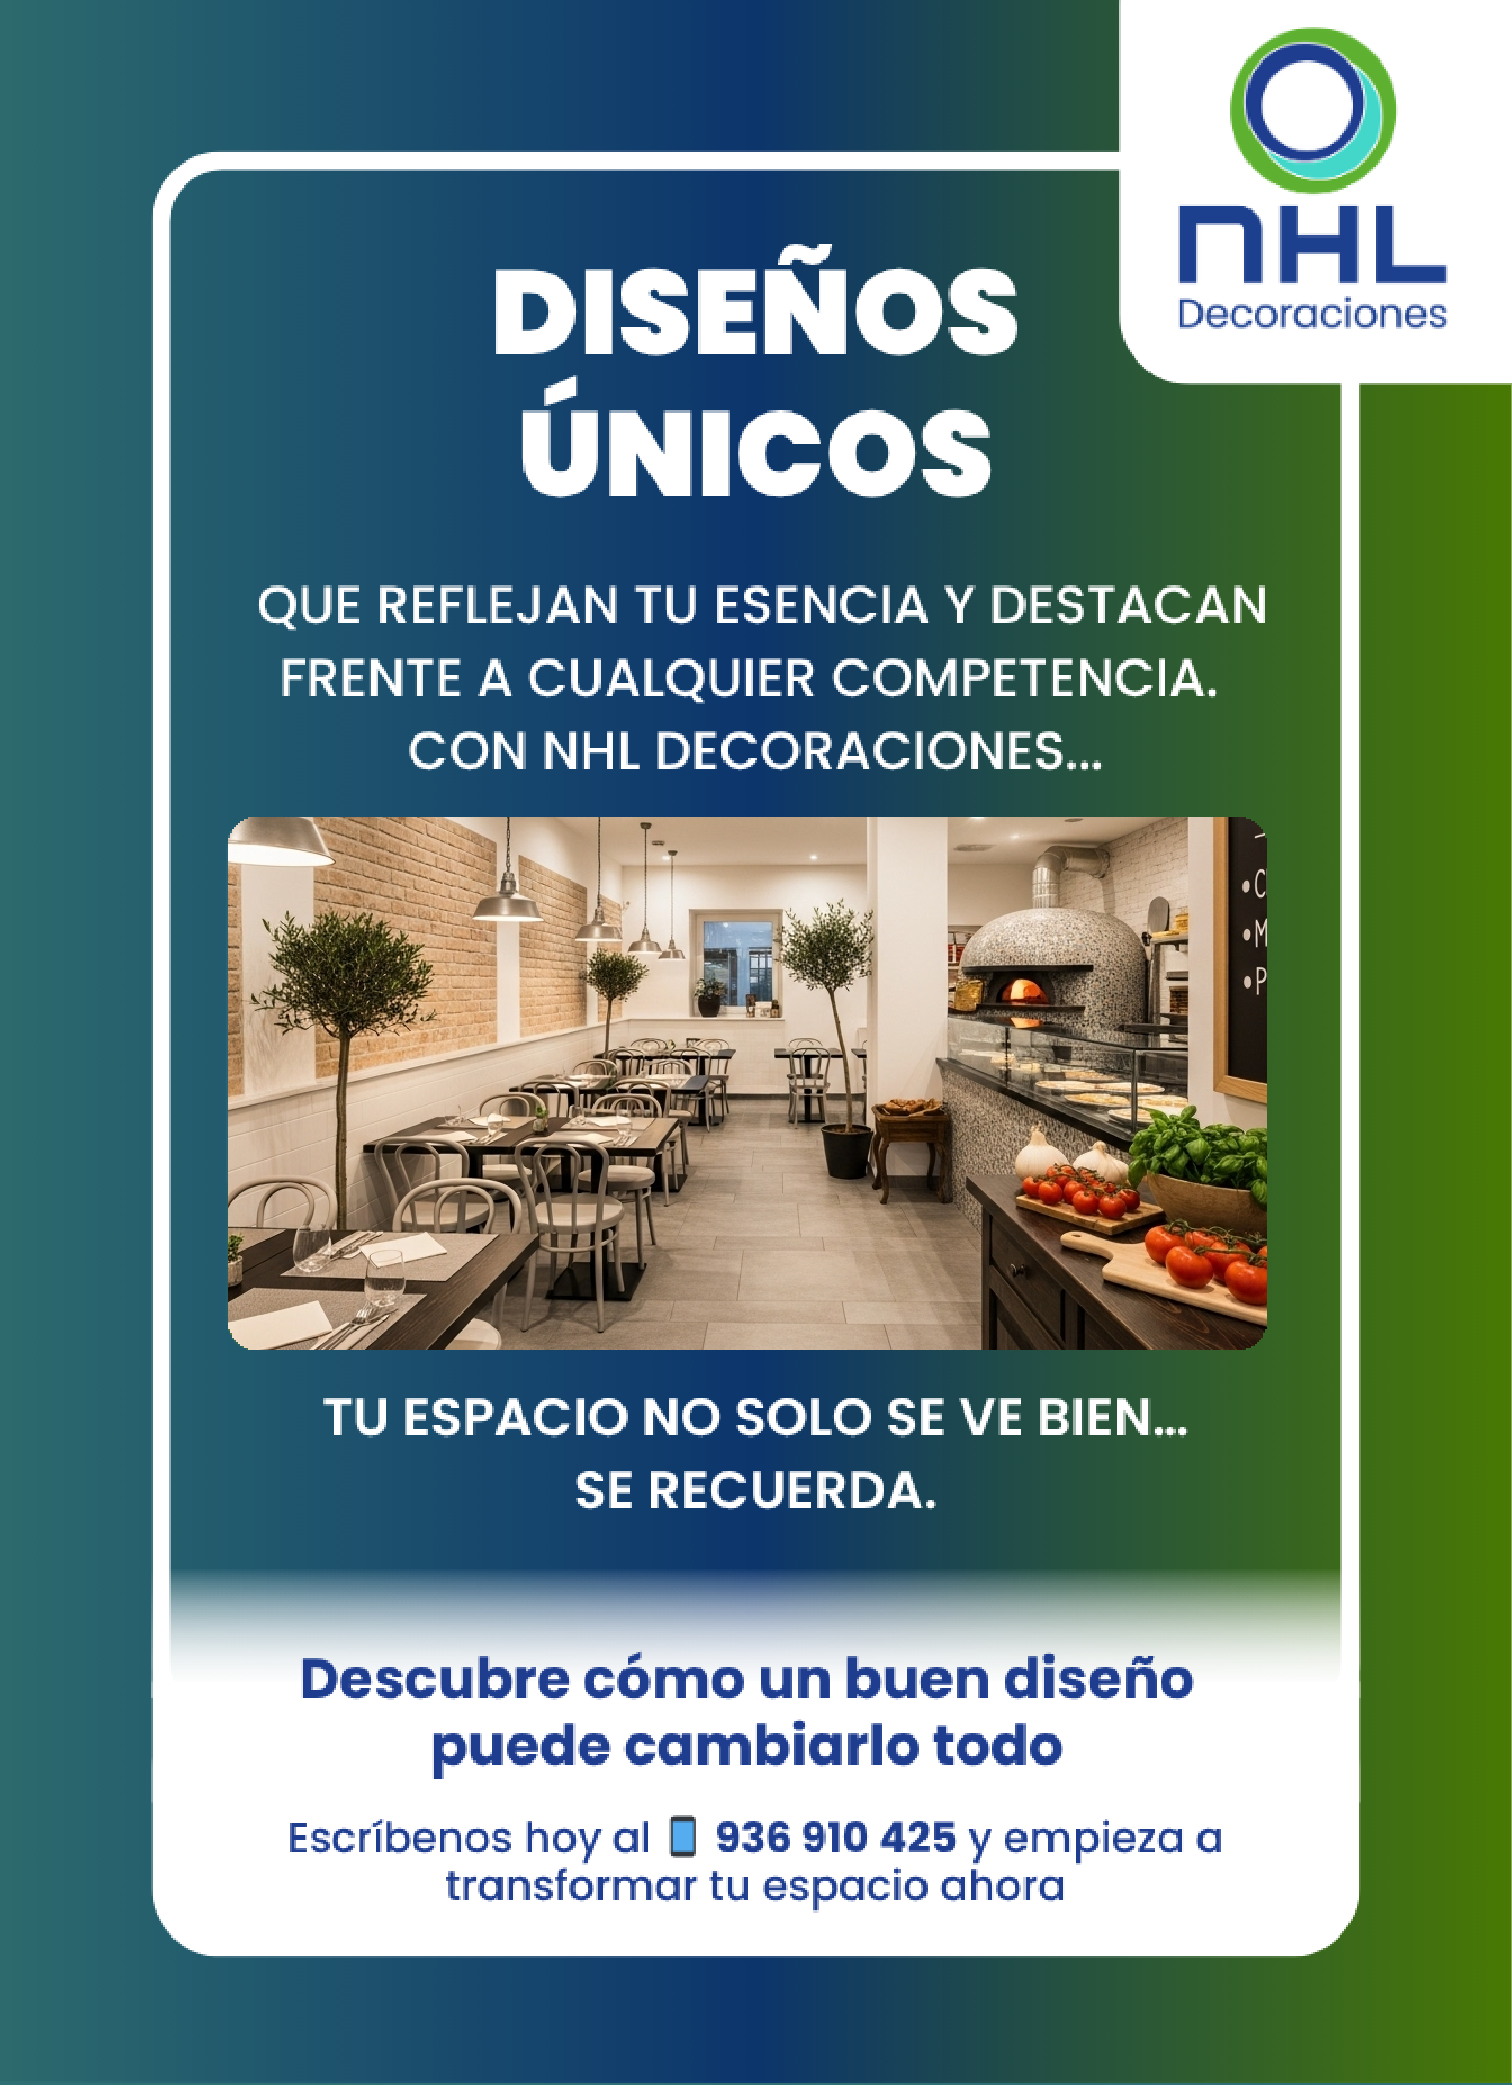 nHL
Decoraciones
DISEÑOS
ÚNICOS
QUE REFLEJAN TU ESENCIA Y DESTACAN
FRENTE A CUALQUIER COMPETENCIA.
CON NHL DECORACIONES...
•C
•M
•P
TU ESPACIO NO SOLO SE VE BIEN...
SE RECUERDA.
Descubre cómo un buen diseño
puede cambiarlo todo
Escríbenos hoy al 📱 936 910 425 y empieza a
transformar tu espacio ahora